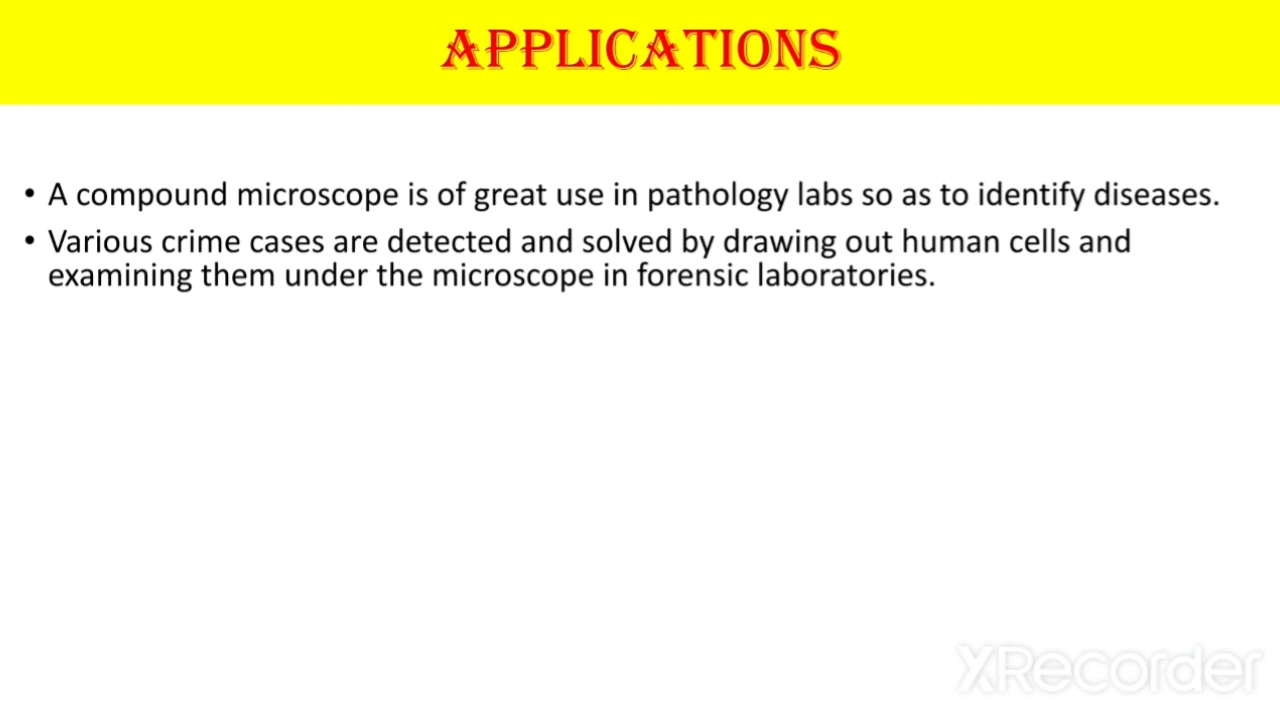 APPLICATIONS
• A compound microscope is of great use in pathology labs so as to identify diseases.
• Various crime cases are detected and solved by drawing out human cells and
examining them under the microscope in forensic laboratories.
XRecorder